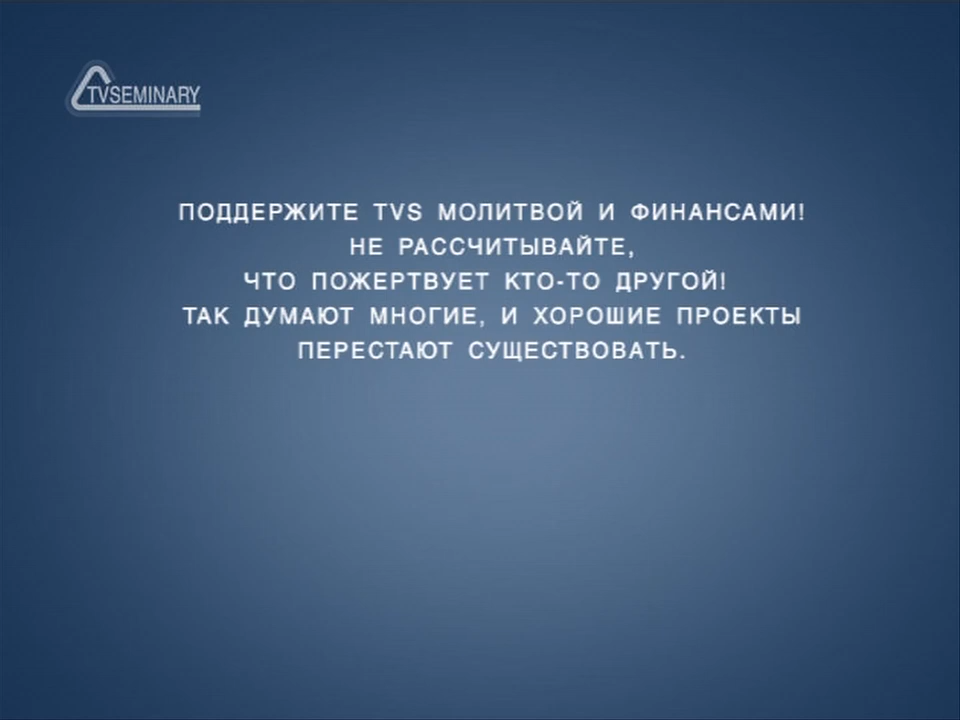 TVSEMINARY
ПОДДЕРЖИТЕ TVS МОЛИТВОЙ И ФИНАНСАМИ!
НЕ РАССЧИТЫВАЙТЕ,
ЧТО ПОЖЕРТВУЕТ КТО-ТО ДРУГОЙ!
ТАК ДУМАЮТ МНОГИЕ, И ХОРОШИЕ ПРОЕКТЫ
ПЕРЕСТАЮТ СУЩЕСТВОВАТЬ.